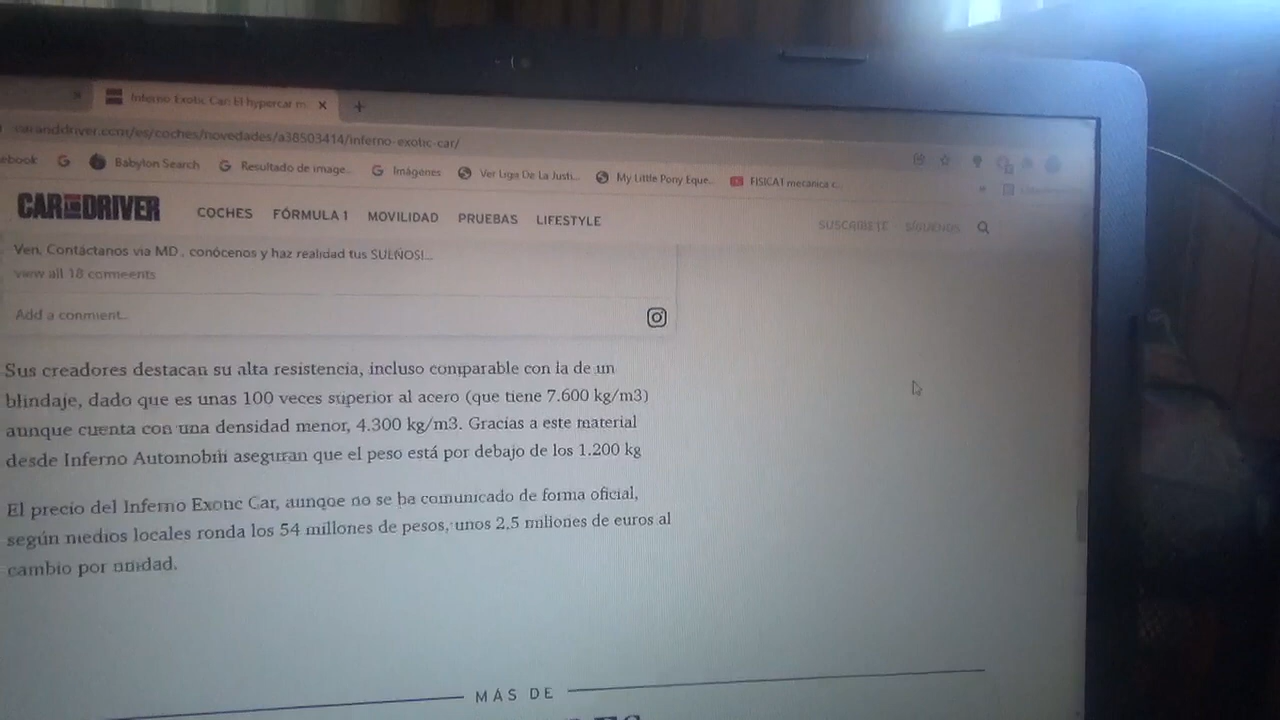 Inferno Exotic Car: El hypercar m
caranddriver.com/es/coches/novedades/a38503414/inferno-exotic-car/
ebook
Babylon Search
Resultado de image...
Imágenes
Ver Liga De La Justi...
My Little Pony Eque...
FISICA1 mecanica c...
CAR AND DRIVER
COCHES FÓRMULA 1 MOVILIDAD PRUEBAS LIFESTYLE
SUSCRÍBETE SÍGUENOS
Ven, Contáctanos via MD , conócenos y haz realidad tus SUEÑOS!...
view all 18 comments
Add a comment...
Sus creadores destacan su alta resistencia, incluso comparable con la de un
blindaje, dado que es unas 100 veces superior al acero (que tiene 7.600 kg/m3)
aunque cuenta con una densidad menor, 4.300 kg/m3. Gracias a este material
desde Inferno Automobili aseguran que el peso está por debajo de los 1.200 kg
El precio del Inferno Exotic Car, aunqoe no se ha comunicado de forma oficial,
según medios locales ronda los 54 millones de pesos, unos 2,5 millones de euros al
cambio por unidad.
MÁS DE